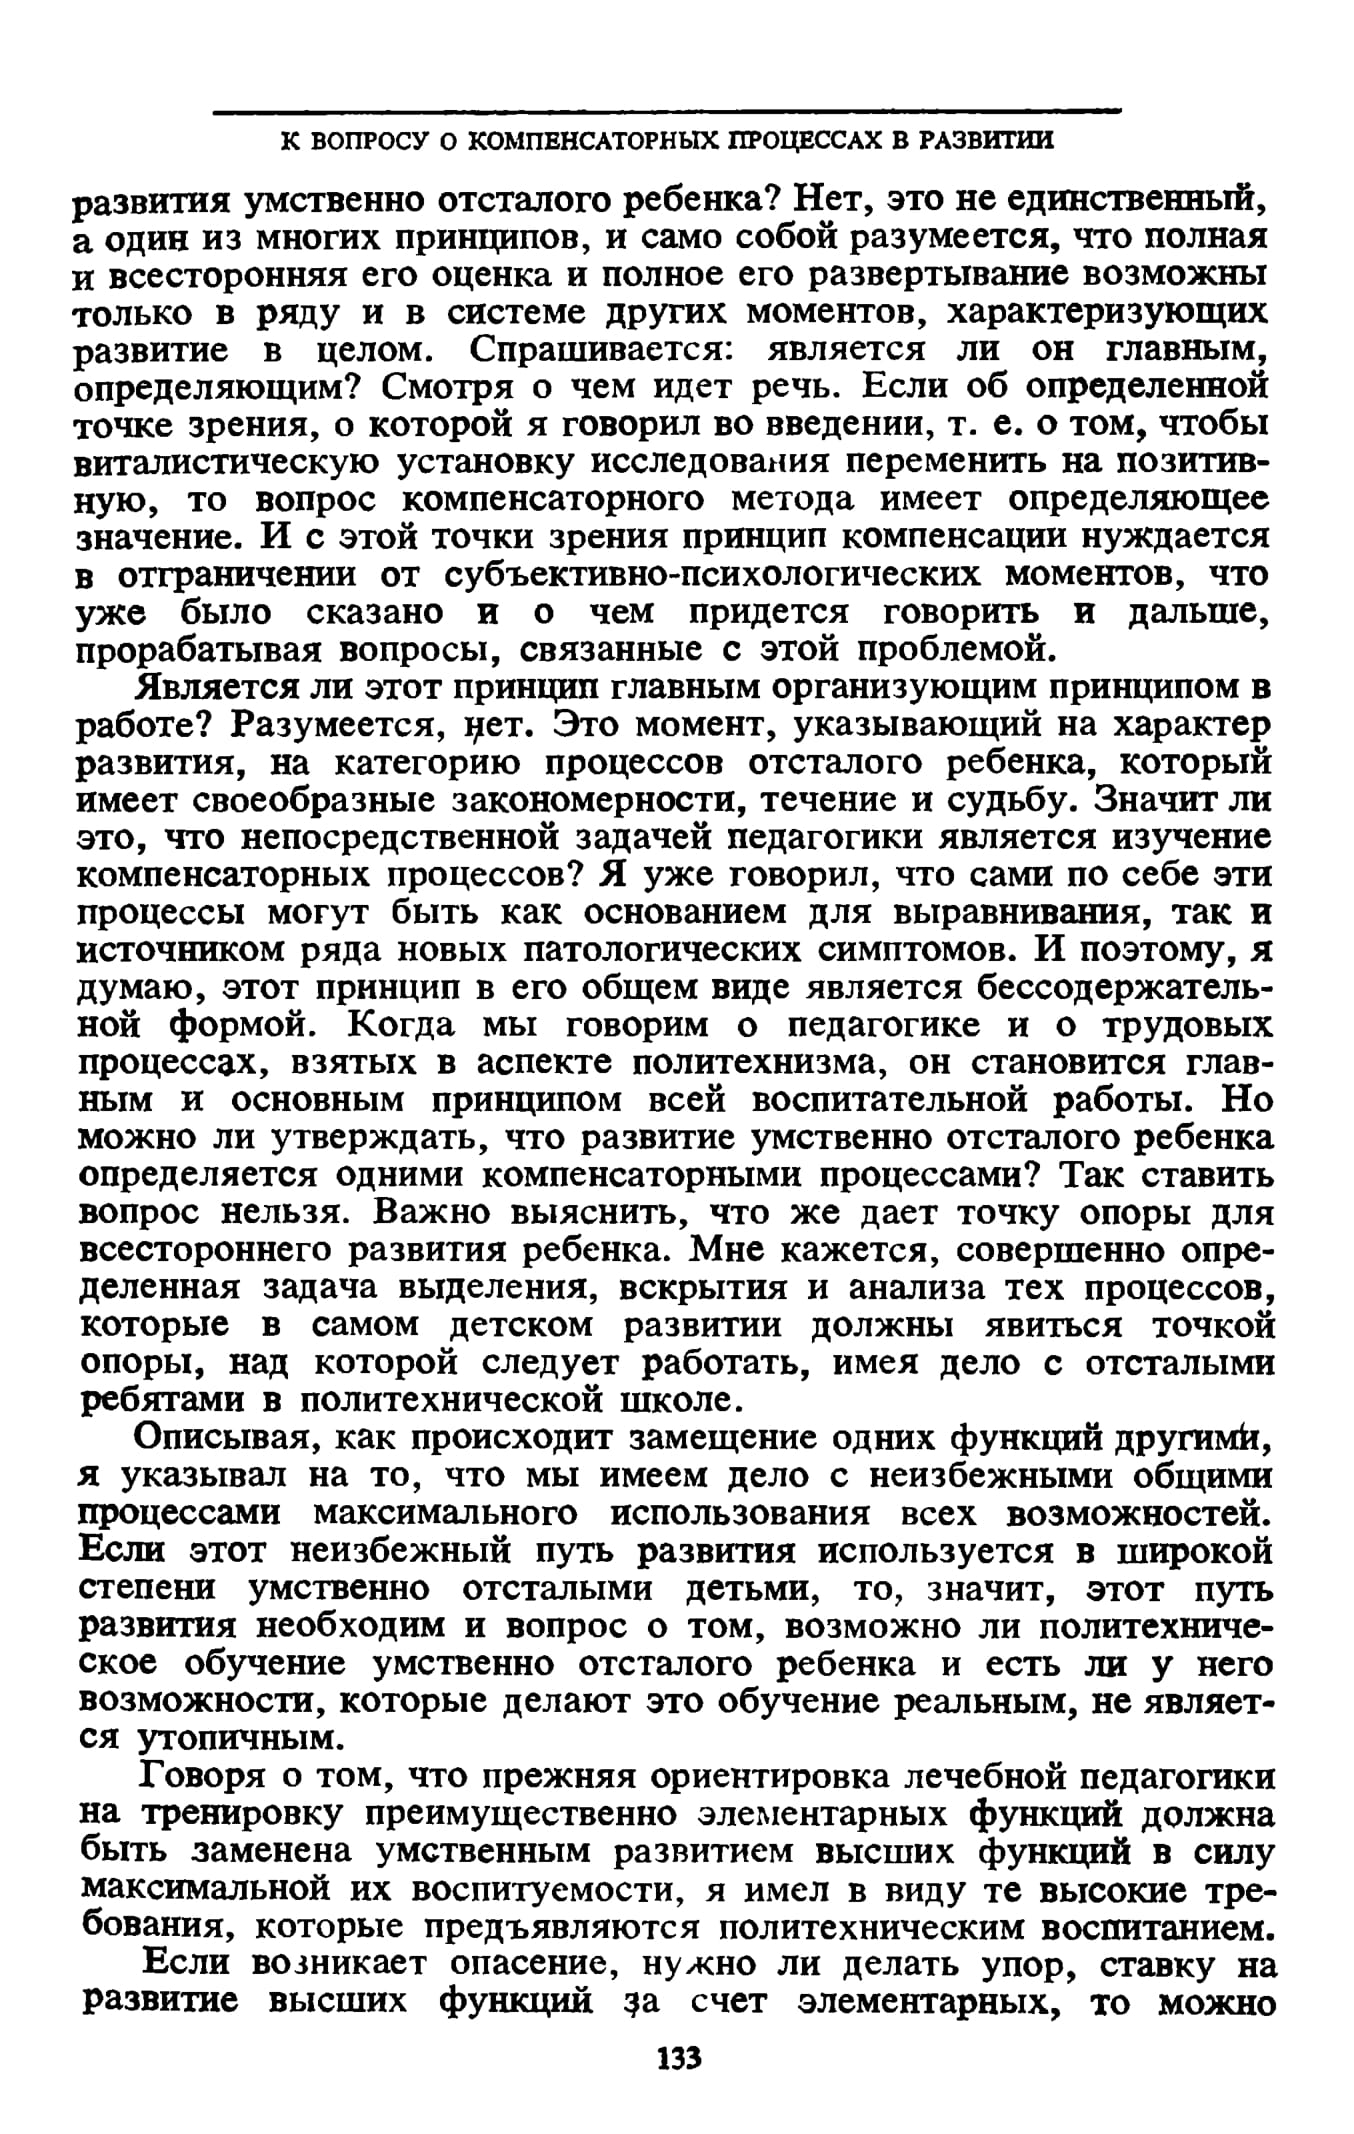 К ВОПРОСУ О КОМПЕНСАТОРНЫХ ПРОЦЕССАХ В РАЗВИТИИ
развития умственно отсталого ребенка? Нет, это не единственный,
а один из многих принципов, и само собой разумеется, что полная
и всесторонняя его оценка и полное его развертывание возможны
только в ряду и в системе других моментов, характеризующих
развитие в целом. Спрашивается: является ли он главным,
определяющим? Смотря о чем идет речь. Если об определенной
точке зрения, о которой я говорил во введении, т. е. о том, чтобы
виталистическую установку исследования переменить на позитив-
ную, то вопрос компенсаторного метода имеет определяющее
значение. И с этой точки зрения принцип компенсации нуждается
в отграничении от субъективно-психологических моментов, что
уже было сказано и о чем придется говорить и дальше,
прорабатывая вопросы, связанные с этой проблемой.
Является ли этот принцип главным организующим принципом в
работе? Разумеется, нет. Это момент, указывающий на характер
развития, на категорию процессов отсталого ребенка, который
имеет своеобразные закономерности, течение и судьбу. Значит ли
это, что непосредственной задачей педагогики является изучение
компенсаторных процессов? Я уже говорил, что сами по себе эти
процессы могут быть как основанием для выравнивания, так и
источником ряда новых патологических симптомов. И поэтому, я
думаю, этот принцип в его общем виде является бессодержатель-
ной формой. Когда мы говорим о педагогике и о трудовых
процессах, взятых в аспекте политехнизма, он становится глав-
ным и основным принципом всей воспитательной работы. Но
можно ли утверждать, что развитие умственно отсталого ребенка
определяется одними компенсаторными процессами? Так ставить
вопрос нельзя. Важно выяснить, что же дает точку опоры для
всестороннего развития ребенка. Мне кажется, совершенно опре-
деленная задача выделения, вскрытия и анализа тех процессов,
которые в самом детском развитии должны явиться точкой
опоры, над которой следует работать, имея дело с отсталыми
ребятами в политехнической школе.
Описывая, как происходит замещение одних функций другими,
я указывал на то, что мы имеем дело с неизбежными общими
процессами максимального использования всех возможностей.
Если этот неизбежный путь развития используется в широкой
степени умственно отсталыми детьми, то, значит, этот путь
развития необходим и вопрос о том, возможно ли политехниче-
ское обучение умственно отсталого ребенка и есть ли у него
возможности, которые делают это обучение реальным, не являет-
ся утопичным.
Говоря о том, что прежняя ориентировка лечебной педагогики
на тренировку преимущественно элементарных функций должна
быть заменена умственным развитием высших функций в силу
максимальной их воспитуемости, я имел в виду те высокие тре-
бования, которые предъявляются политехническим воспитанием.
Если возникает опасение, нужно ли делать упор, ставку на
развитие высших функций за счет элементарных, то можно
133